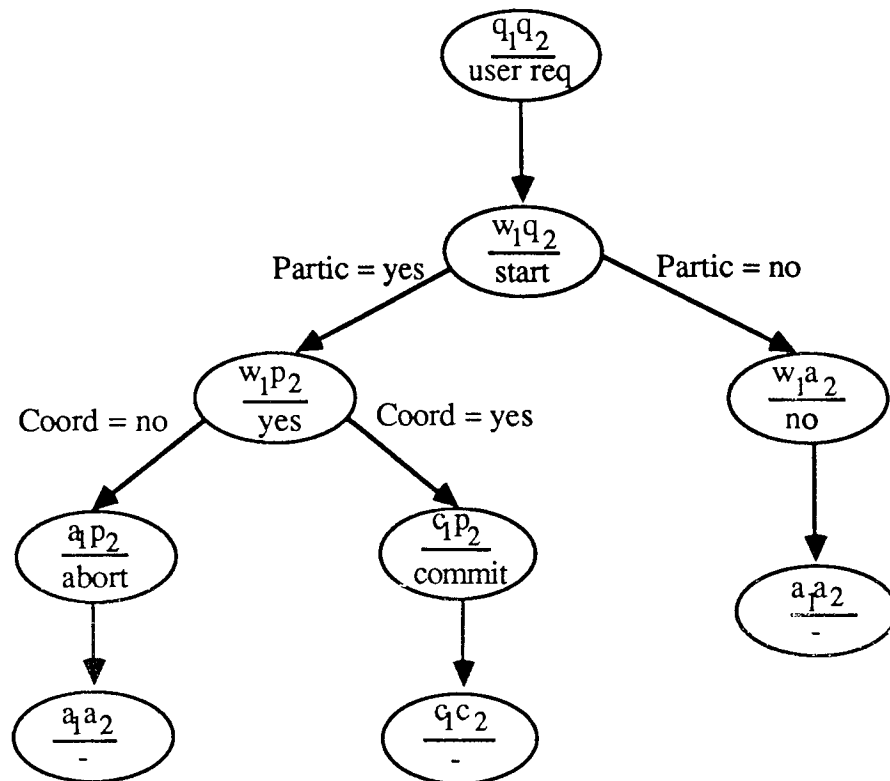 q₁q₂
user req
w₁q₂
start
Partic = yes
Partic = no
w₁p₂
yes
w₁a₂
no
Coord = no
Coord = yes
a₁p₂
abort
c₁p₂
commit
a₁a₂
-
a₁a₂
-
c₁c₂
-